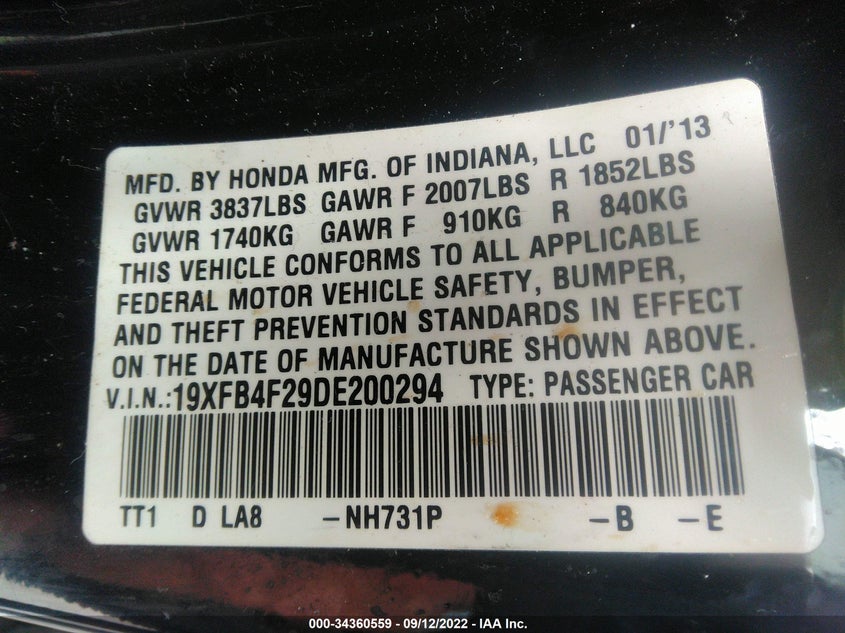 MFD. BY HONDA MFG. OF INDIANA, LLC 01/'13
GVWR 3837LBS GAWR F 2007LBS R 1852LBS
GVWR 1740KG GAWR F 910KG R 840KG
THIS VEHICLE CONFORMS TO ALL APPLICABLE
FEDERAL MOTOR VEHICLE SAFETY, BUMPER,
AND THEFT PREVENTION STANDARDS IN EFFECT
ON THE DATE OF MANUFACTURE SHOWN ABOVE.
V.I.N.:19XFB4F29DE200294 TYPE: PASSENGER CAR
TT1 D LA8 -NH731P -B -E
000-34360559 - 09/12/2022 - IAA Inc.